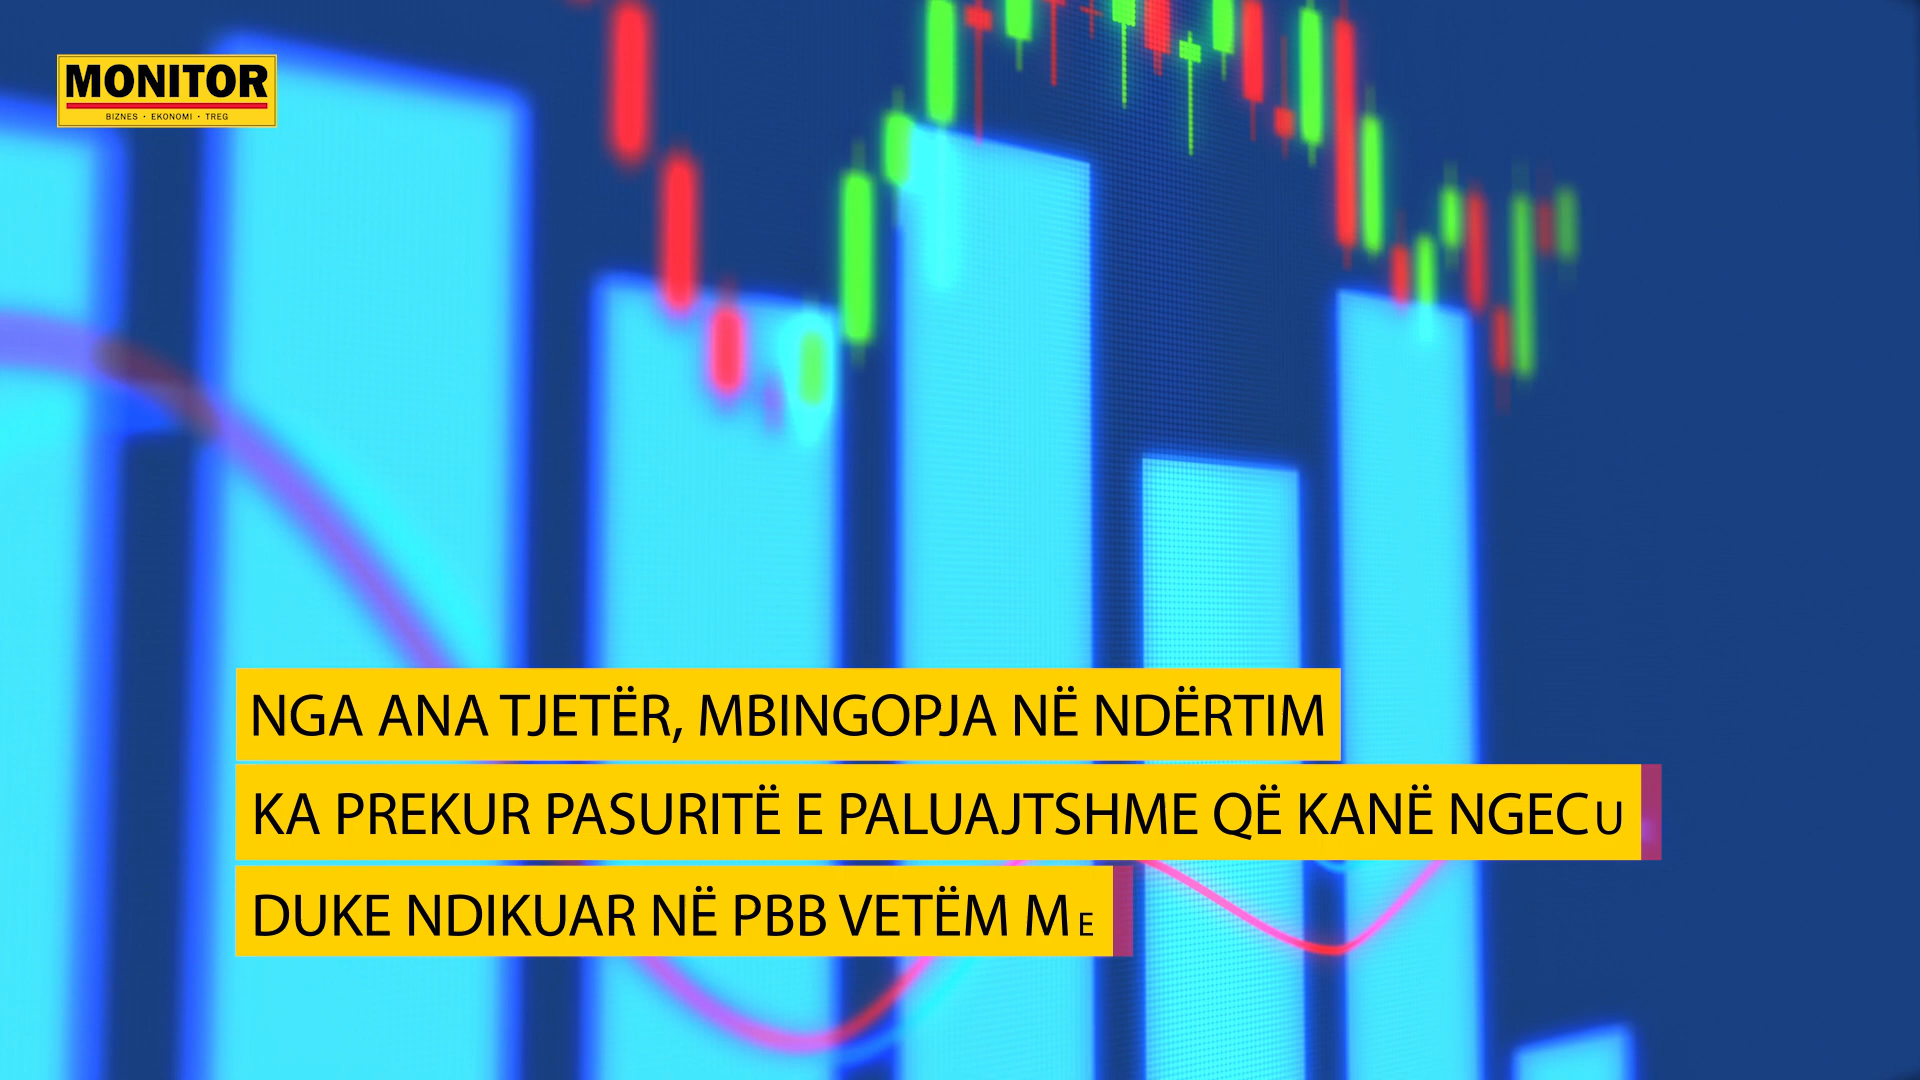 MONITOR
BIZNES • EKONOMI • TREG
NGA ANA TJETËR, MBINGOPJA NË NDËRTIM
KA PREKUR PASURITË E PALUAJTSHME QË KANË NGECU
DUKE NDIKUAR NË PBB VETËM ME